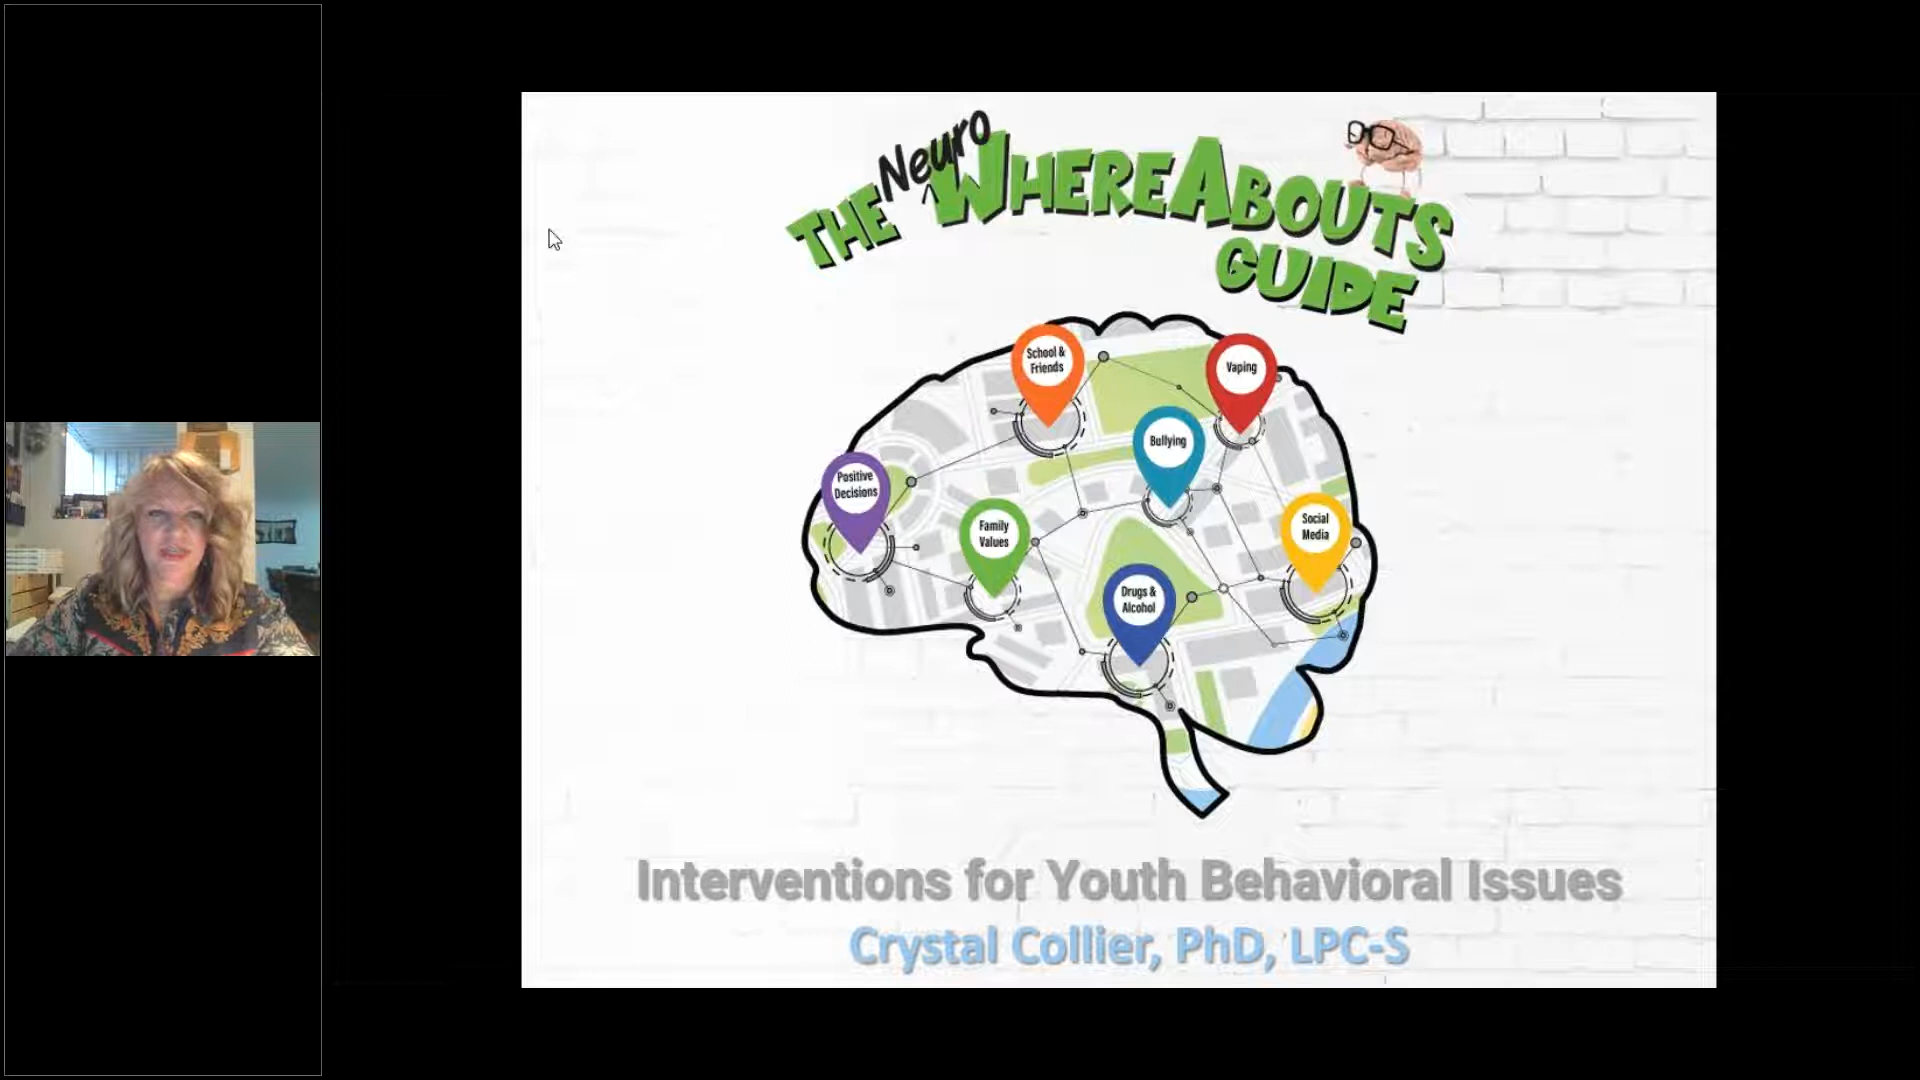 THE Neuro WHEREABOUTS
GUIDE
School &
Friends
Vaping
Bullying
Positive
Decisions
Family
Values
Social
Media
Drugs &
Alcohol
Interventions for Youth Behavioral Issues
Crystal Collier, PhD, LPC-S